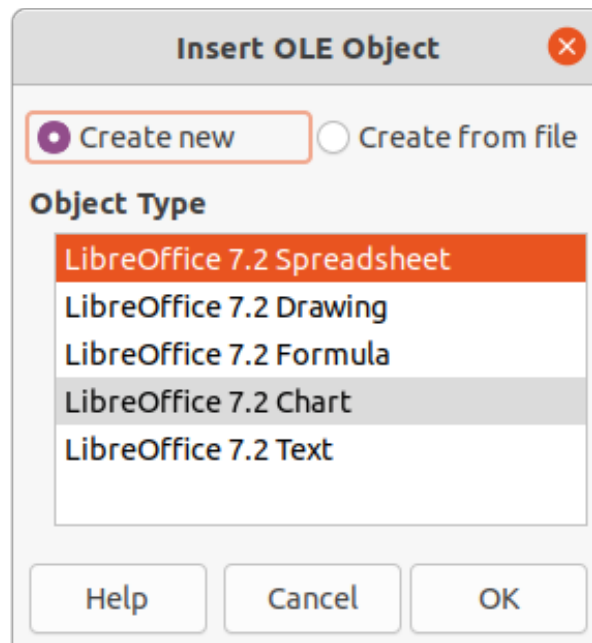 Insert OLE Object
Create new Create from file
Object Type
LibreOffice 7.2 Spreadsheet
LibreOffice 7.2 Drawing
LibreOffice 7.2 Formula
LibreOffice 7.2 Chart
LibreOffice 7.2 Text
Help Cancel OK